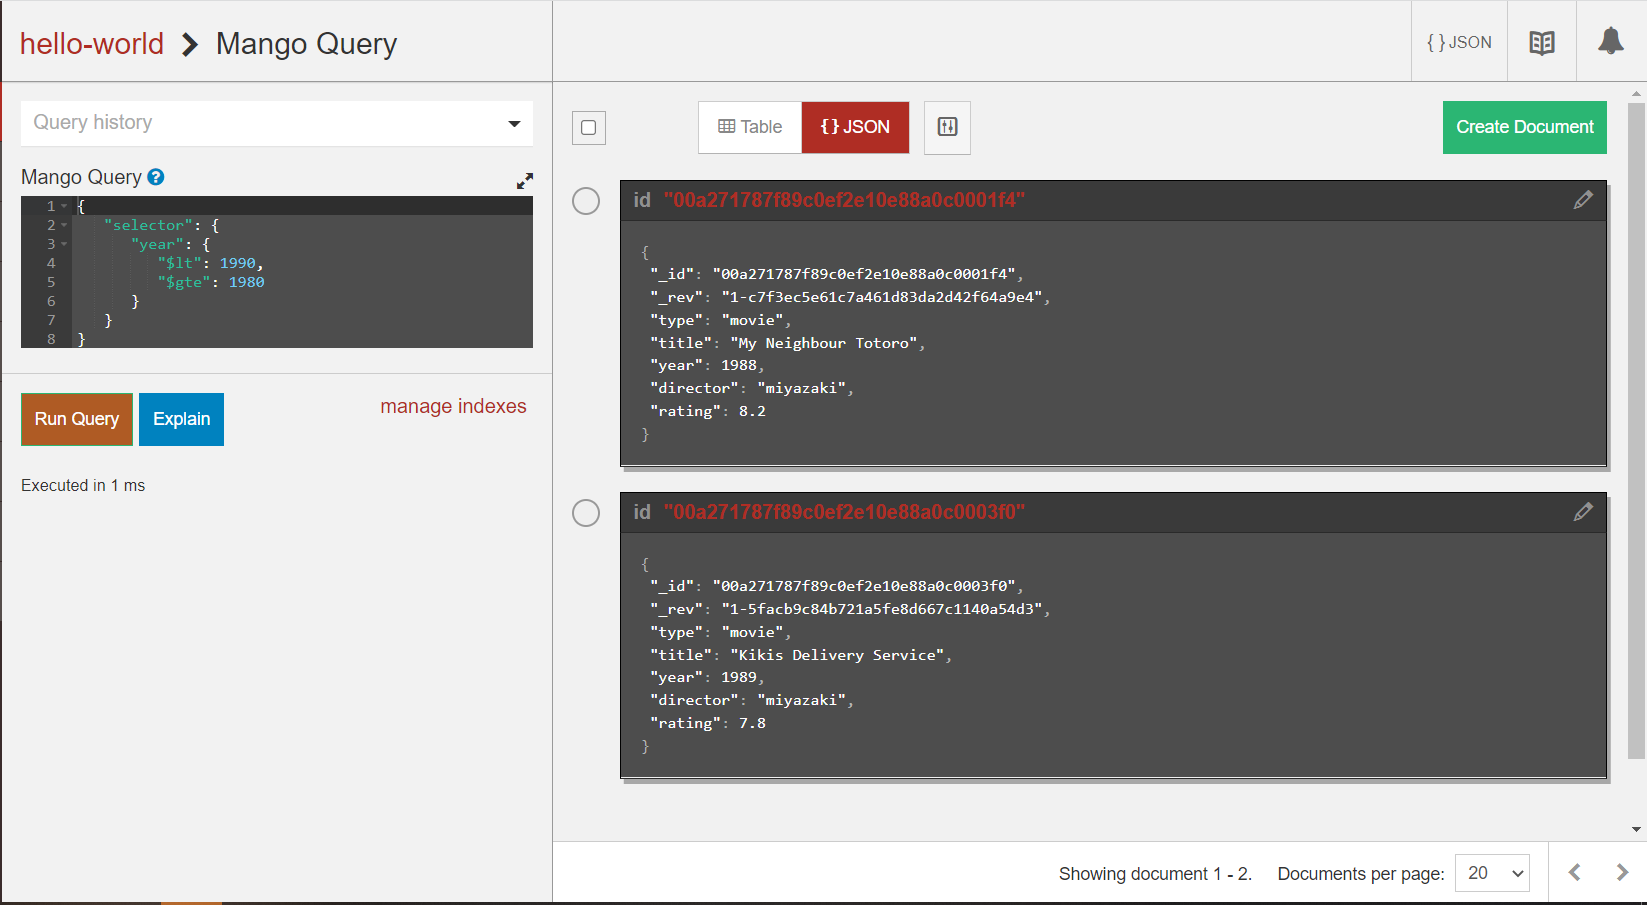 hello-world > Mango Query
{ } JSON
Query history
Mango Query ?
1 {
2 "selector": {
3 "year": {
4 "$lt": 1990,
5 "$gte": 1980
6 }
7 }
8 }
Run Query
Explain
manage indexes
Executed in 1 ms
Table
{ } JSON
Create Document
id "00a271787f89c0ef2e10e88a0c0001f4"
{
"_id": "00a271787f89c0ef2e10e88a0c0001f4",
"_rev": "1-c7f3ec5e61c7a461d83da2d42f64a9e4",
"type": "movie",
"title": "My Neighbour Totoro",
"year": 1988,
"director": "miyazaki",
"rating": 8.2
}
id "00a271787f89c0ef2e10e88a0c0003f0"
{
"_id": "00a271787f89c0ef2e10e88a0c0003f0",
"_rev": "1-5facb9c84b721a5fe8d667c1140a54d3",
"type": "movie",
"title": "Kikis Delivery Service",
"year": 1989,
"director": "miyazaki",
"rating": 7.8
}
Showing document 1 - 2.
Documents per page: 20